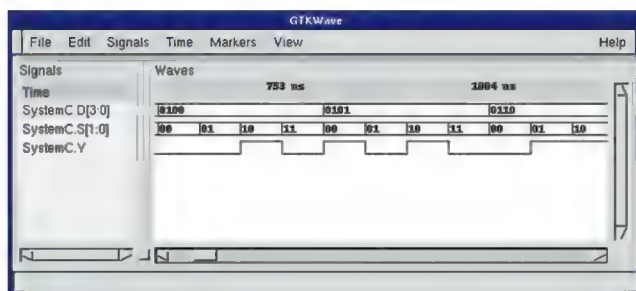 GTKWave
File Edit Signals Time Markers View Help
Signals Waves
Time 753 ns 1004 ns
SystemC D[3:0] 0100 0101 0110
SystemC.S[1:0] 00 01 10 11 00 01 10 11 00 01 10
SystemC.Y